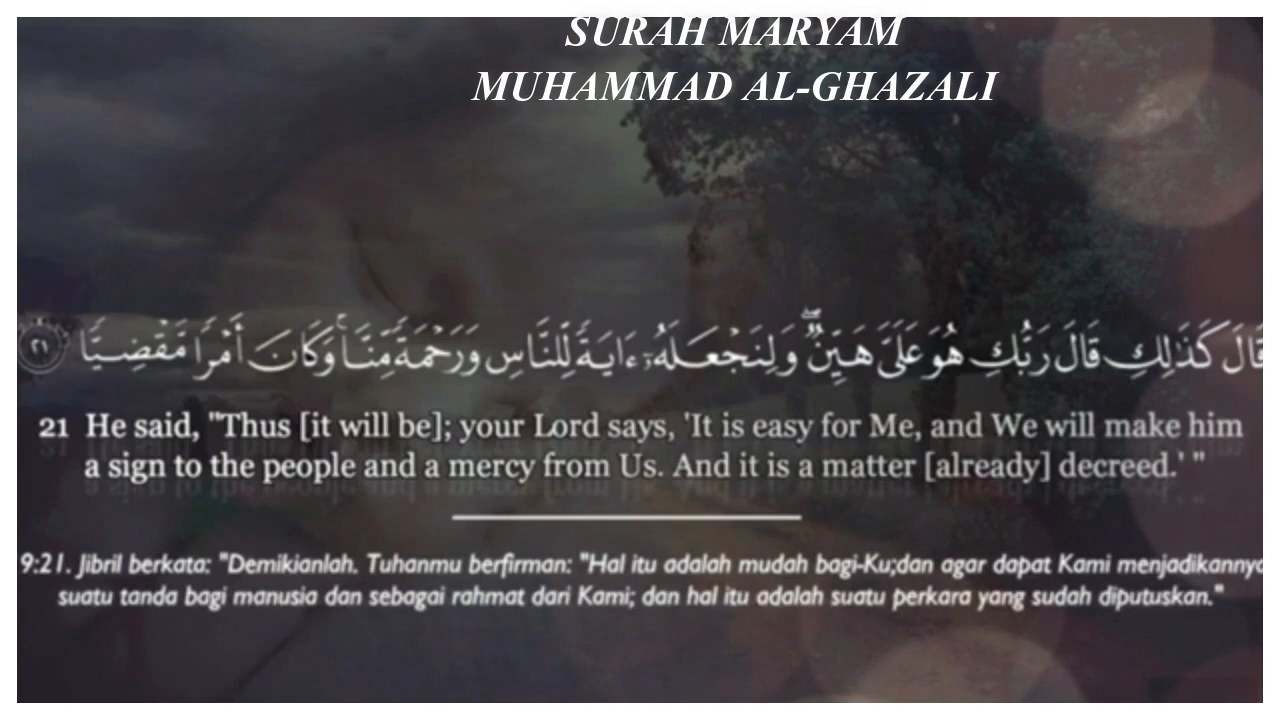 SURAH MARYAM
MUHAMMAD AL-GHAZALI
قَالَ كَذَٰلِكِ قَالَ رَبُّكِ هُوَ عَلَىَّ هَيِّنٌ ۖ وَلِنَجْعَلَهُۥٓ ءَايَةً لِّلنَّاسِ وَرَحْمَةً مِّنَّا ۚ وَكَانَ أَمْرًا مَّقْضِيًّا ٢١
21 He said, "Thus [it will be]; your Lord says, 'It is easy for Me, and We will make him
a sign to the people and a mercy from Us. And it is a matter [already] decreed.' "
9:21. Jibril berkata: "Demikianlah. Tuhanmu berfirman: "Hal itu adalah mudah bagi-Ku;dan agar dapat Kami menjadikannya
suatu tanda bagi manusia dan sebagai rahmat dari Kami; dan hal itu adalah suatu perkara yang sudah diputuskan."